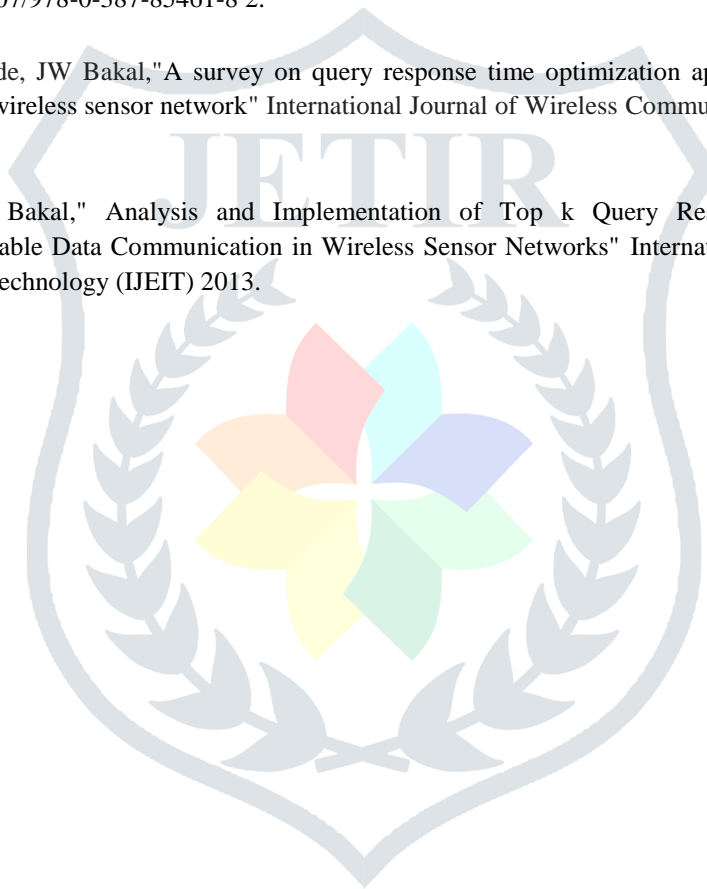 07/978-0-387-85461-8 2.
de, JW Bakal,"A survey on query response time optimization ap
wireless sensor network" International Journal of Wireless Commu
JETIR
Bakal," Analysis and Implementation of Top k Query Res
able Data Communication in Wireless Sensor Networks" Internat
echnology (IJEIT) 2013.